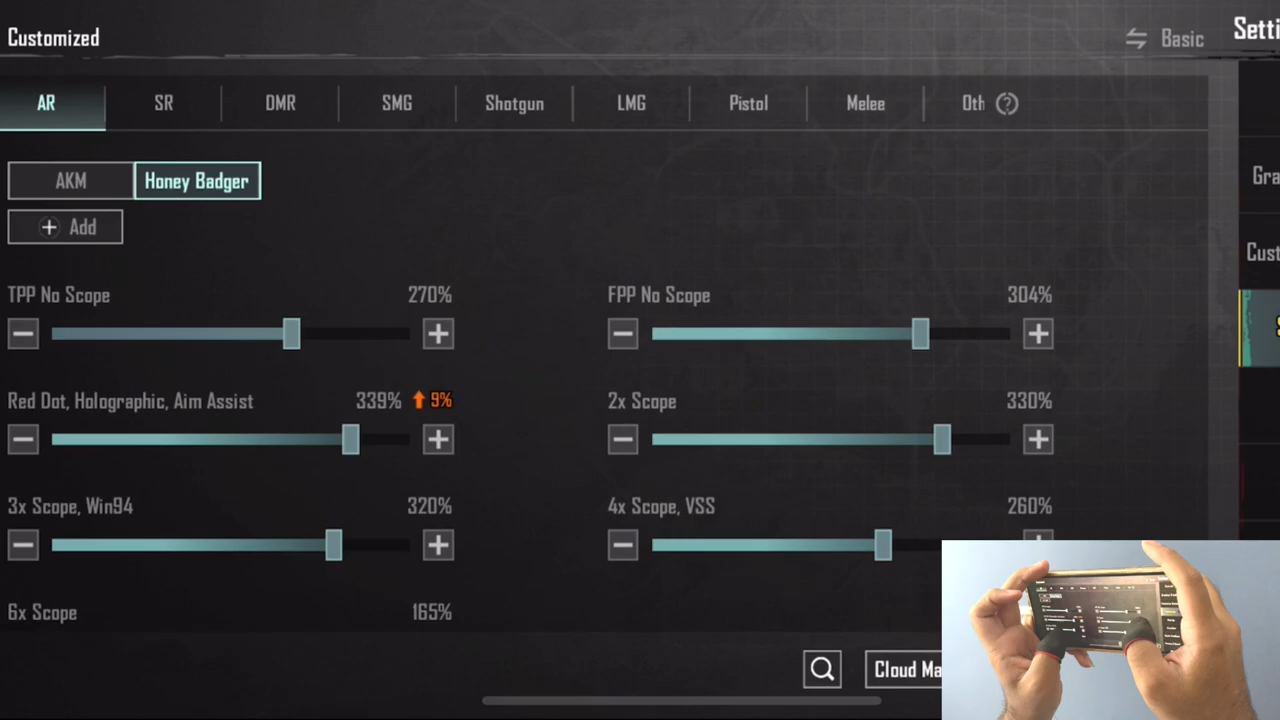 Customized
Basic
Setti
AR
SR
DMR
SMG
Shotgun
LMG
Pistol
Melee
Oth
AKM
Honey Badger
+ Add
Gra
Cust
TPP No Scope 270%
FPP No Scope 304%
Red Dot, Holographic, Aim Assist 339% ↑ 9%
2x Scope 330%
3x Scope, Win94 320%
4x Scope, VSS 260%
6x Scope 165%
Cloud Ma